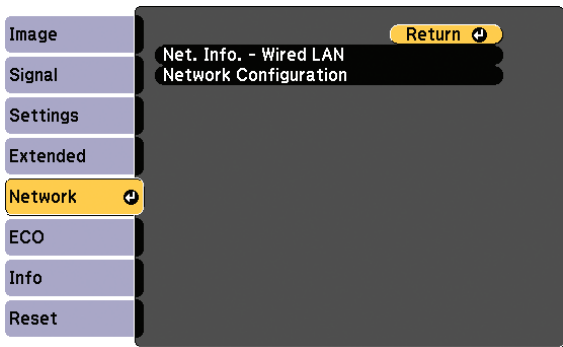 Image
Signal
Settings
Extended
Network
ECO
Info
Reset
Return
Net. Info. - Wired LAN
Network Configuration